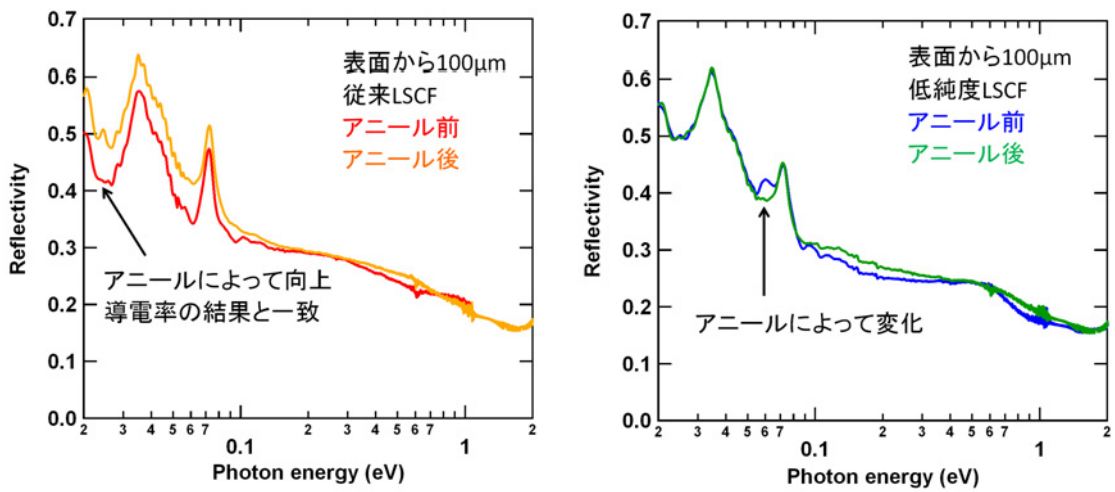 0.7
0.6
0.5
0.4
0.3
0.2
0.1
0.0
Reflectivity
表面から100μm
従来LSCF
アニール前
アニール後
アニールによって向上
導電率の結果と一致
2 3 4 5 6 7 2 3 4 5 6 7 2
0.1 1
Photon energy (eV)
0.7
0.6
0.5
0.4
0.3
0.2
0.1
0.0
Reflectivity
表面から100μm
低純度LSCF
アニール前
アニール後
アニールによって変化
2 3 4 5 6 7 2 3 4 5 6 7 2
0.1 1
Photon energy (eV)